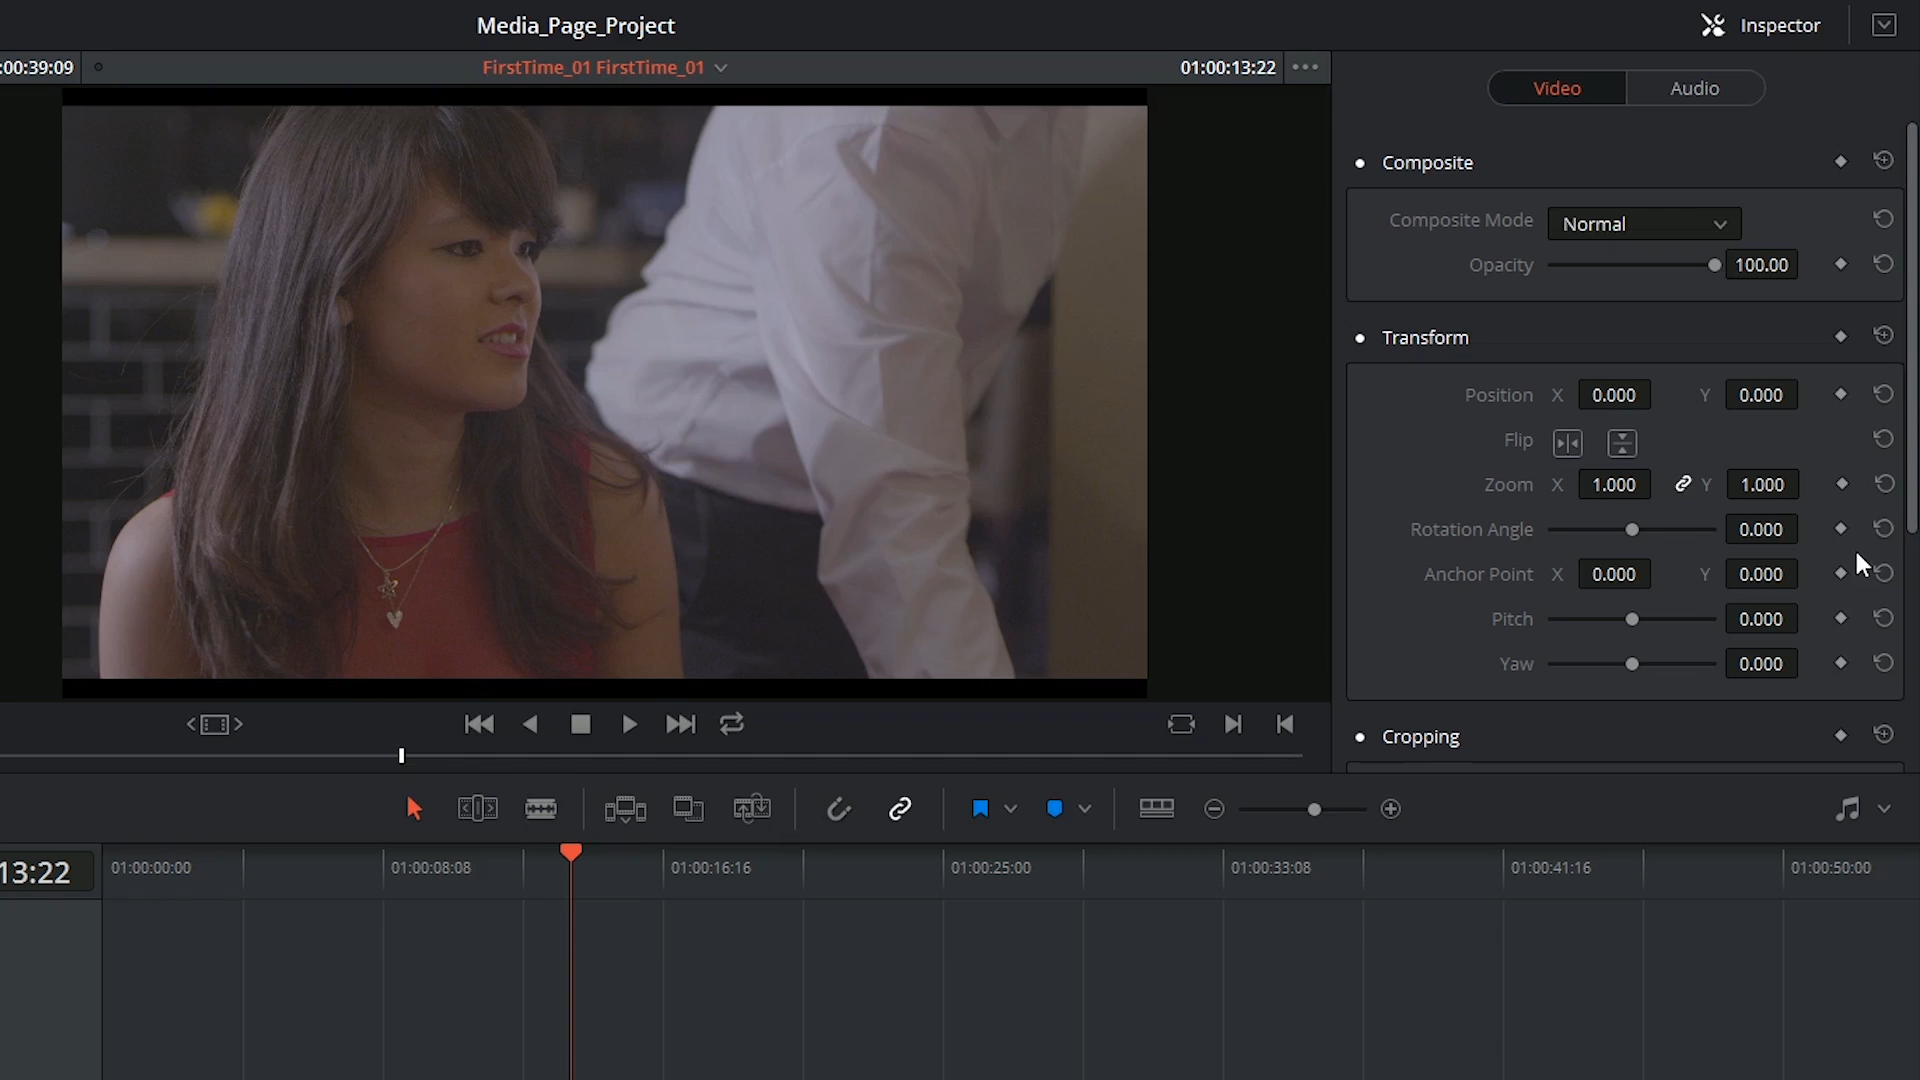 Media_Page_Project
Inspector
:00:39:09
FirstTime_01 FirstTime_01
01:00:13:22
Video
Audio
Composite
Composite Mode
Normal
Opacity
100.00
Transform
Position X 0.000 Y 0.000
Flip
Zoom X 1.000 Y 1.000
Rotation Angle 0.000
Anchor Point X 0.000 Y 0.000
Pitch 0.000
Yaw 0.000
Cropping
13:22
01:00:00:00
01:00:08:08
01:00:16:16
01:00:25:00
01:00:33:08
01:00:41:16
01:00:50:00